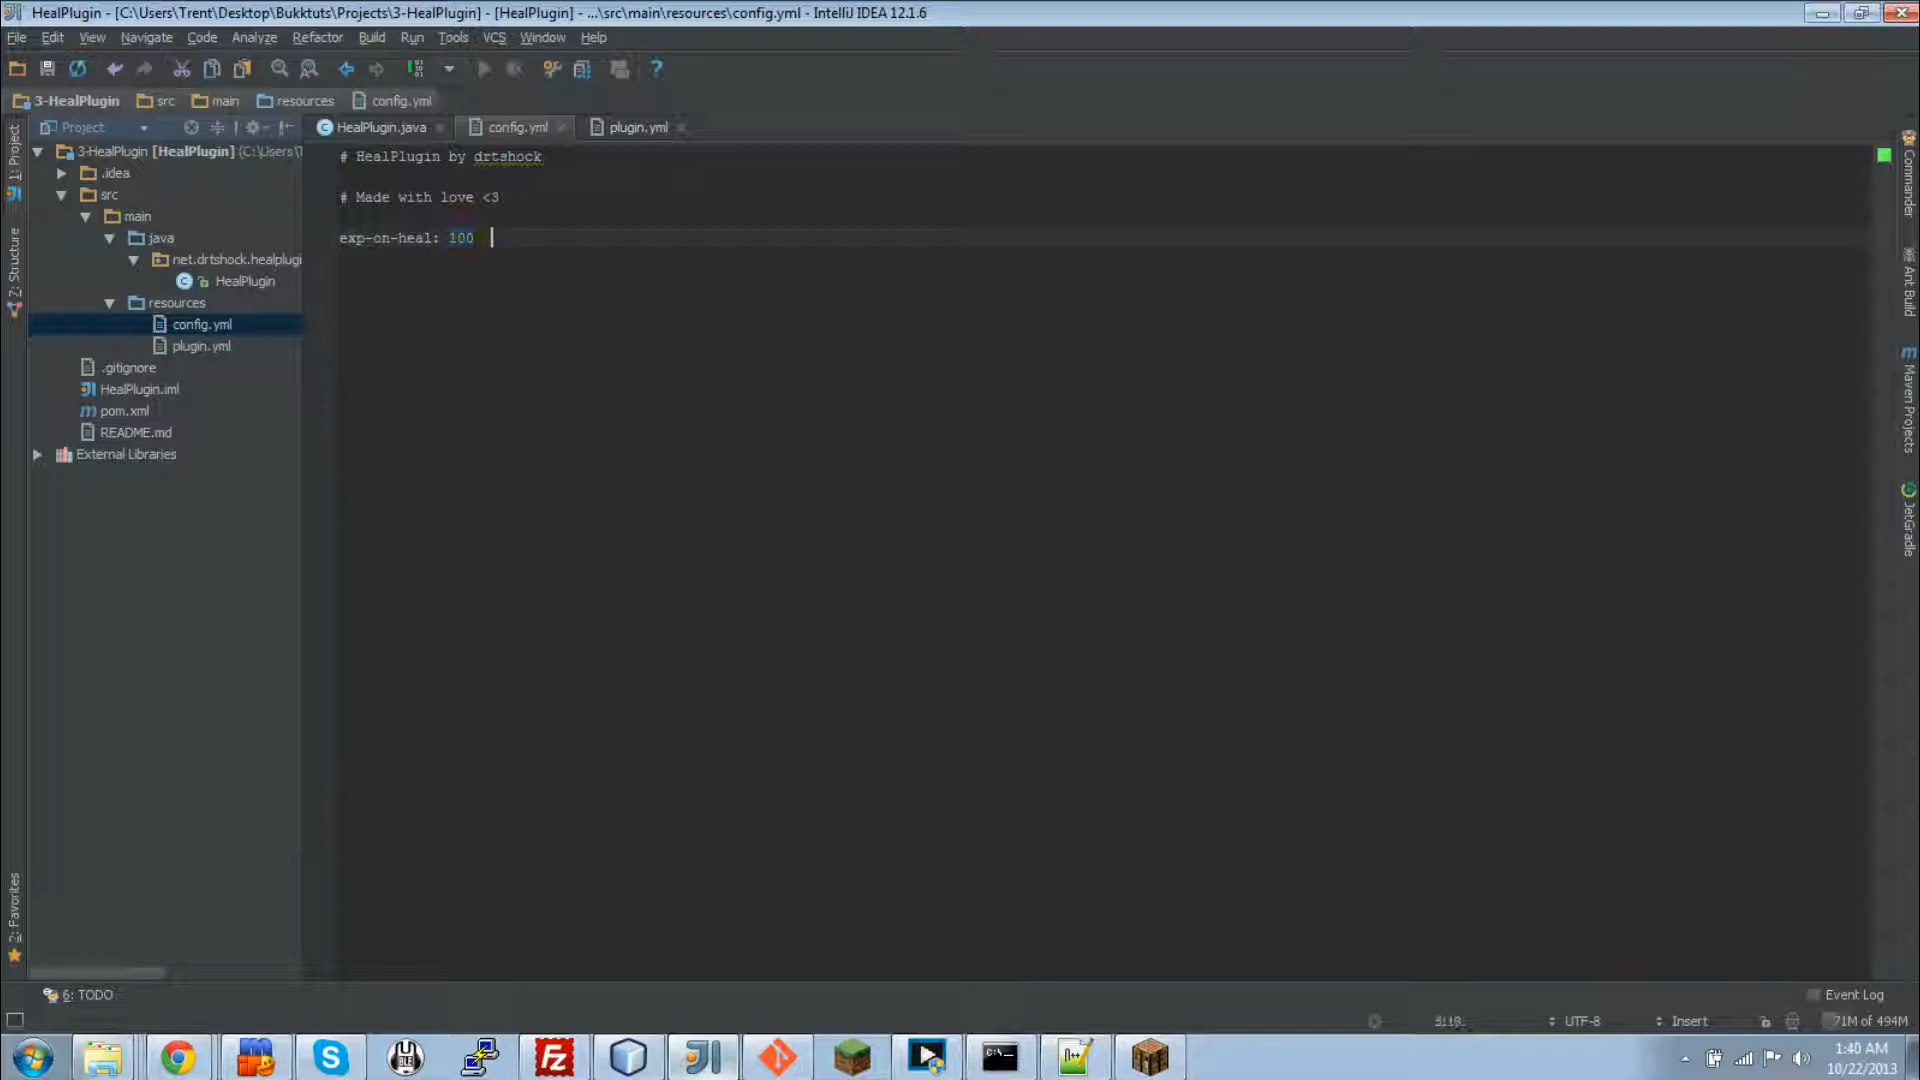 HealPlugin - [C:\Users\Trent\Desktop\Bukktuts\Projects\3-HealPlugin] - [HealPlugin] - ...\src\main\resources\config.yml - IntelliJ IDEA 12.1.6
File Edit View Navigate Code Analyze Refactor Build Run Tools VCS Window Help
3-HealPlugin src main resources config.yml
Project HealPlugin.java config.yml plugin.yml
3-HealPlugin [HealPlugin] (C:\Users\T
.idea
src
main
java
net.drtshock.healplugi
HealPlugin
resources
config.yml
plugin.yml
.gitignore
HealPlugin.iml
pom.xml
README.md
External Libraries
# HealPlugin by drtshock
# Made with love <3
exp-on-heal: 100
1: Project
Z: Structure
2: Favorites
Commander
Ant Build
Maven Projects
JetGradle
6: TODO
Event Log
UTF-8 Insert 71M of 494M
1:40 AM
10/22/2013